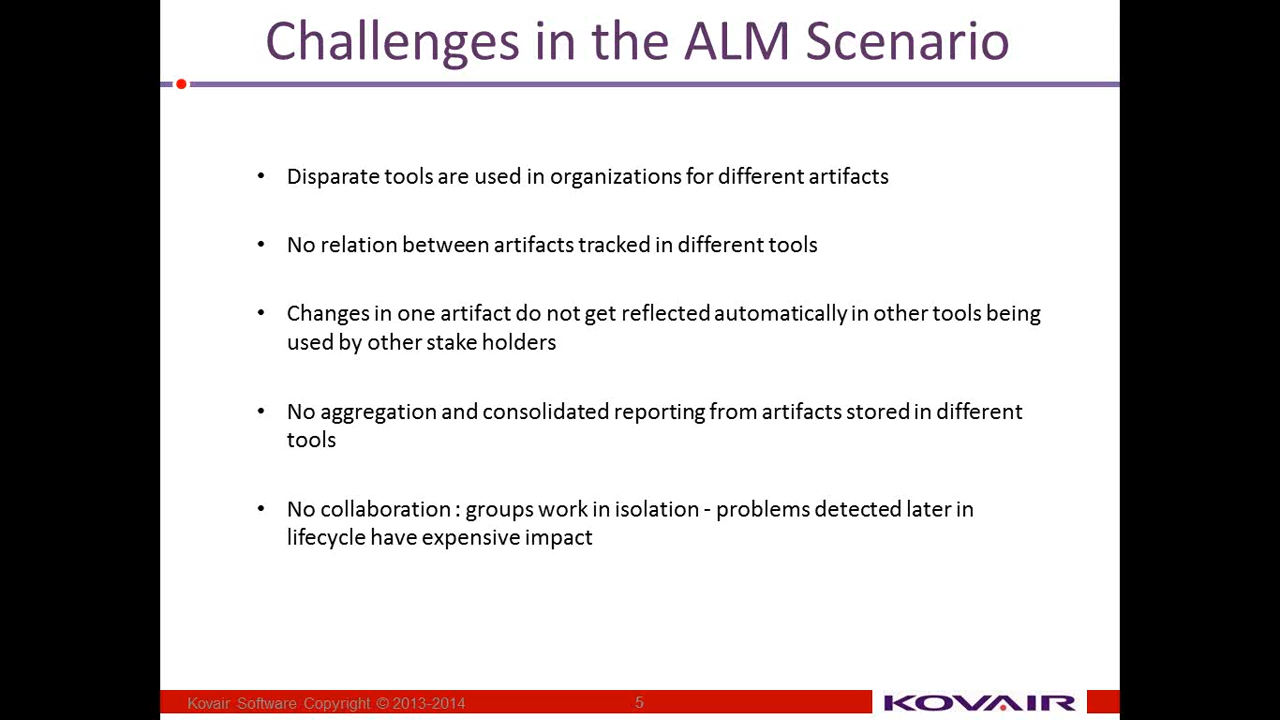 Challenges in the ALM Scenario
• Disparate tools are used in organizations for different artifacts
• No relation between artifacts tracked in different tools
• Changes in one artifact do not get reflected automatically in other tools being
used by other stake holders
• No aggregation and consolidated reporting from artifacts stored in different
tools
• No collaboration : groups work in isolation - problems detected later in
lifecycle have expensive impact
Kovair Software Copyright © 2013-2014
5
KOVAIR